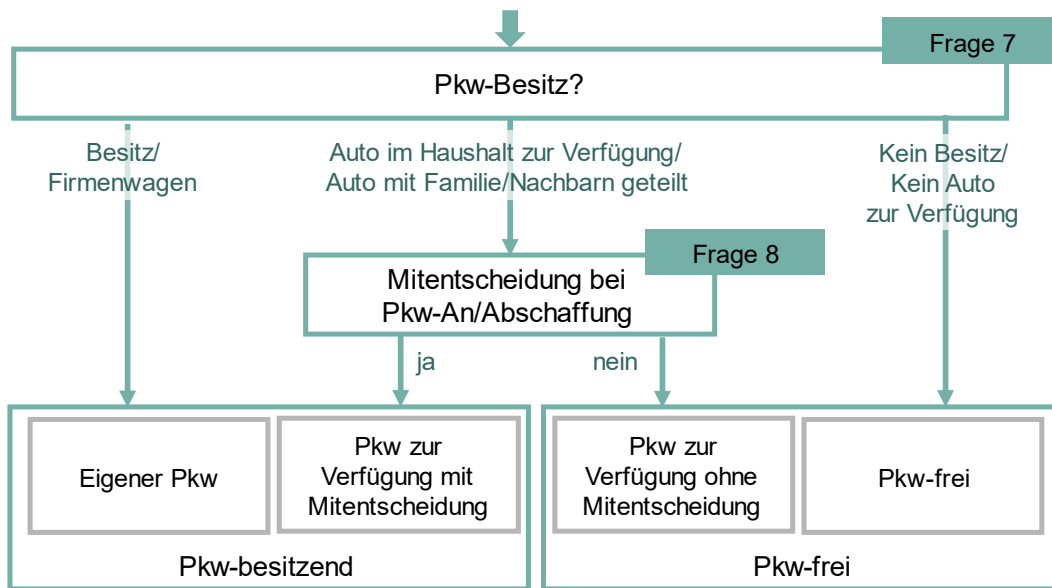 Frage 7
Pkw-Besitz?
Besitz/
Firmenwagen
Auto im Haushalt zur Verfügung/
Auto mit Familie/Nachbarn geteilt
Kein Besitz/
Kein Auto
zur Verfügung
Frage 8
Mitentscheidung bei
Pkw-An/Abschaffung
ja
nein
Eigener Pkw
Pkw zur
Verfügung mit
Mitentscheidung
Pkw zur
Verfügung ohne
Mitentscheidung
Pkw-frei
Pkw-besitzend
Pkw-frei